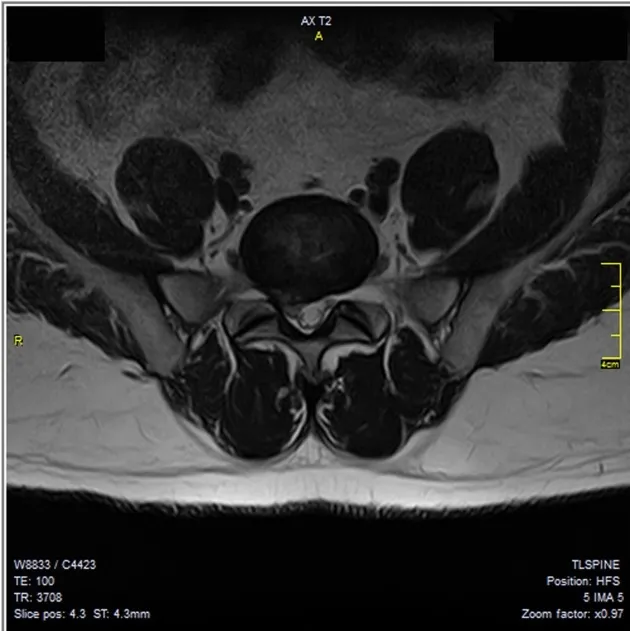 AX T2
A
R
4cm
W8833 / C4423
TE: 100
TR: 3708
Slice pos: 4.3 ST: 4.3mm
TLSPINE
Position: HFS
5 IMA 5
Zoom factor: x0.97